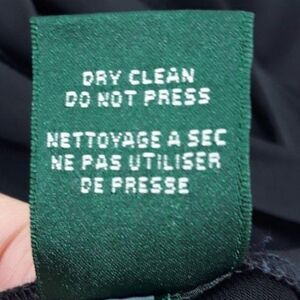 DRY CLEAN
DO NOT PRESS
NETTOYAGE A SEC
NE PAS UTILISER
DE PRESSE